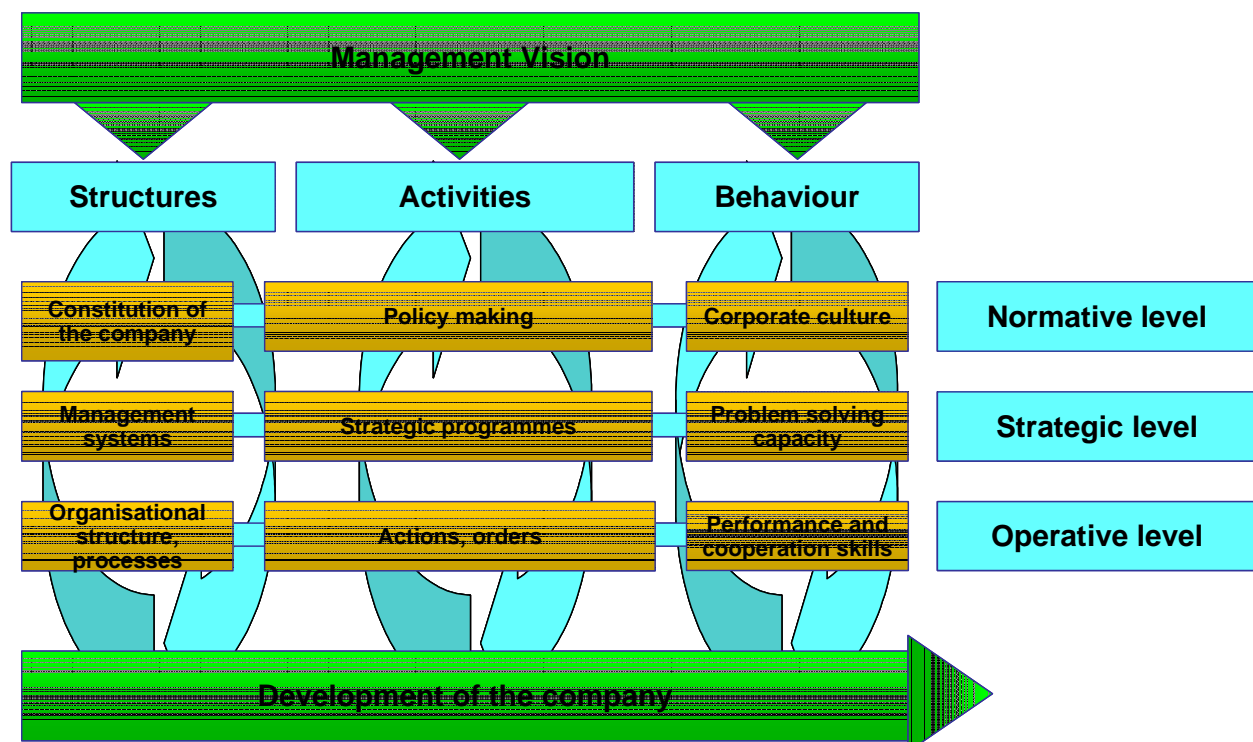 Management Vision
Structures
Activities
Behaviour
Constitution of
the company
Policy making
Corporate culture
Normative level
Management
systems
Strategic programmes
Problem solving
capacity
Strategic level
Organisational
structure,
processes
Actions, orders
Performance and
cooperation skills
Operative level
Development of the company